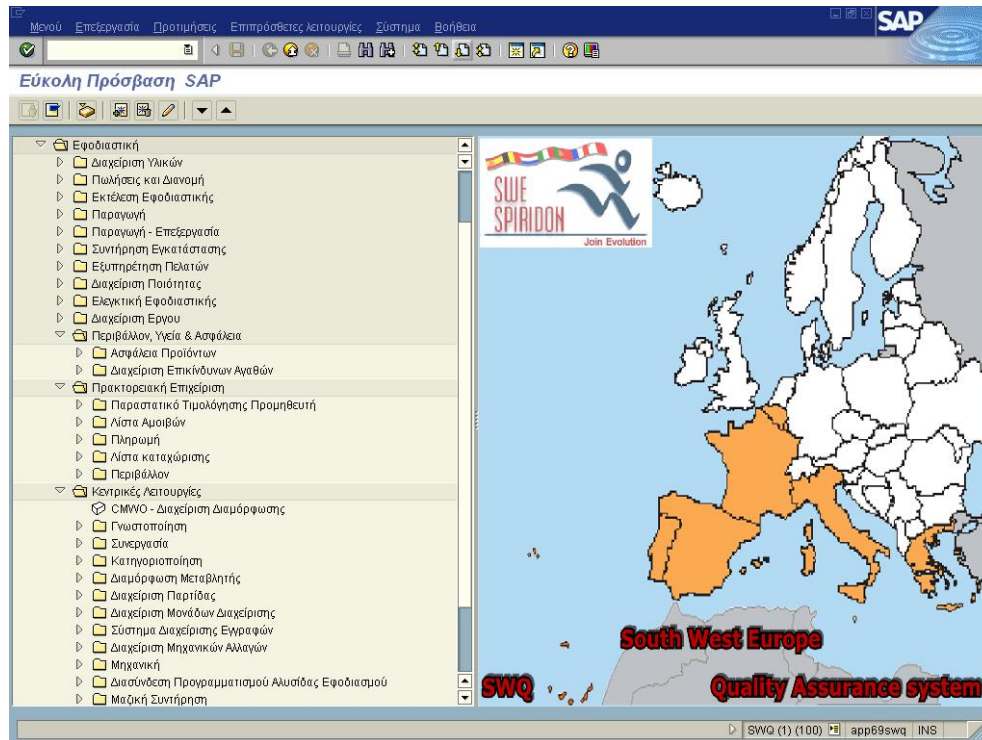 Μενού Επεξεργασία Προτιμήσεις Επιπρόσθετες λειτουργίες Σύστημα Βοήθεια
SAP
Εύκολη Πρόσβαση SAP
Εφοδιαστική
Διαχείριση Υλικών
Πωλήσεις και Διανομή
Εκτέλεση Εφοδιαστικής
Παραγωγή
Παραγωγή - Επεξεργασία
Συντήρηση Εγκατάστασης
Εξυπηρέτηση Πελατών
Διαχείριση Ποιότητας
Ελεγκτική Εφοδιαστικής
Διαχείριση Εργου
Περιβάλλον, Υγεία & Ασφάλεια
Ασφάλεια Προϊόντων
Διαχείριση Επικίνδυνων Αγαθών
Πρακτορειακή Επιχείριση
Παραστατικό Τιμολόγησης Προμηθευτή
Λίστα Αμοιβών
Πληρωμή
Λίστα καταχώρισης
Περιβάλλον
Κεντρικές Λειτουργίες
CMWO - Διαχείριση Διαμόρφωσης
Γνωστοποίηση
Συνεργασία
Κατηγοριοποίηση
Διαμόρφωση Μεταβλητής
Διαχείριση Παρτίδας
Διαχείριση Μονάδων Διαχείρισης
Σύστημα Διαχείρισης Εγγραφών
Διαχείριση Μηχανικών Αλλαγών
Μηχανική
Διασύνδεση Προγραμματισμού Αλυσίδας Εφοδιασμού
Μαζική Συντήρηση
SWE
SPIRIDON
Join Evolution
South West Europe
SWQ Quality Assurance system
SWQ (1) (100) app69swq INS